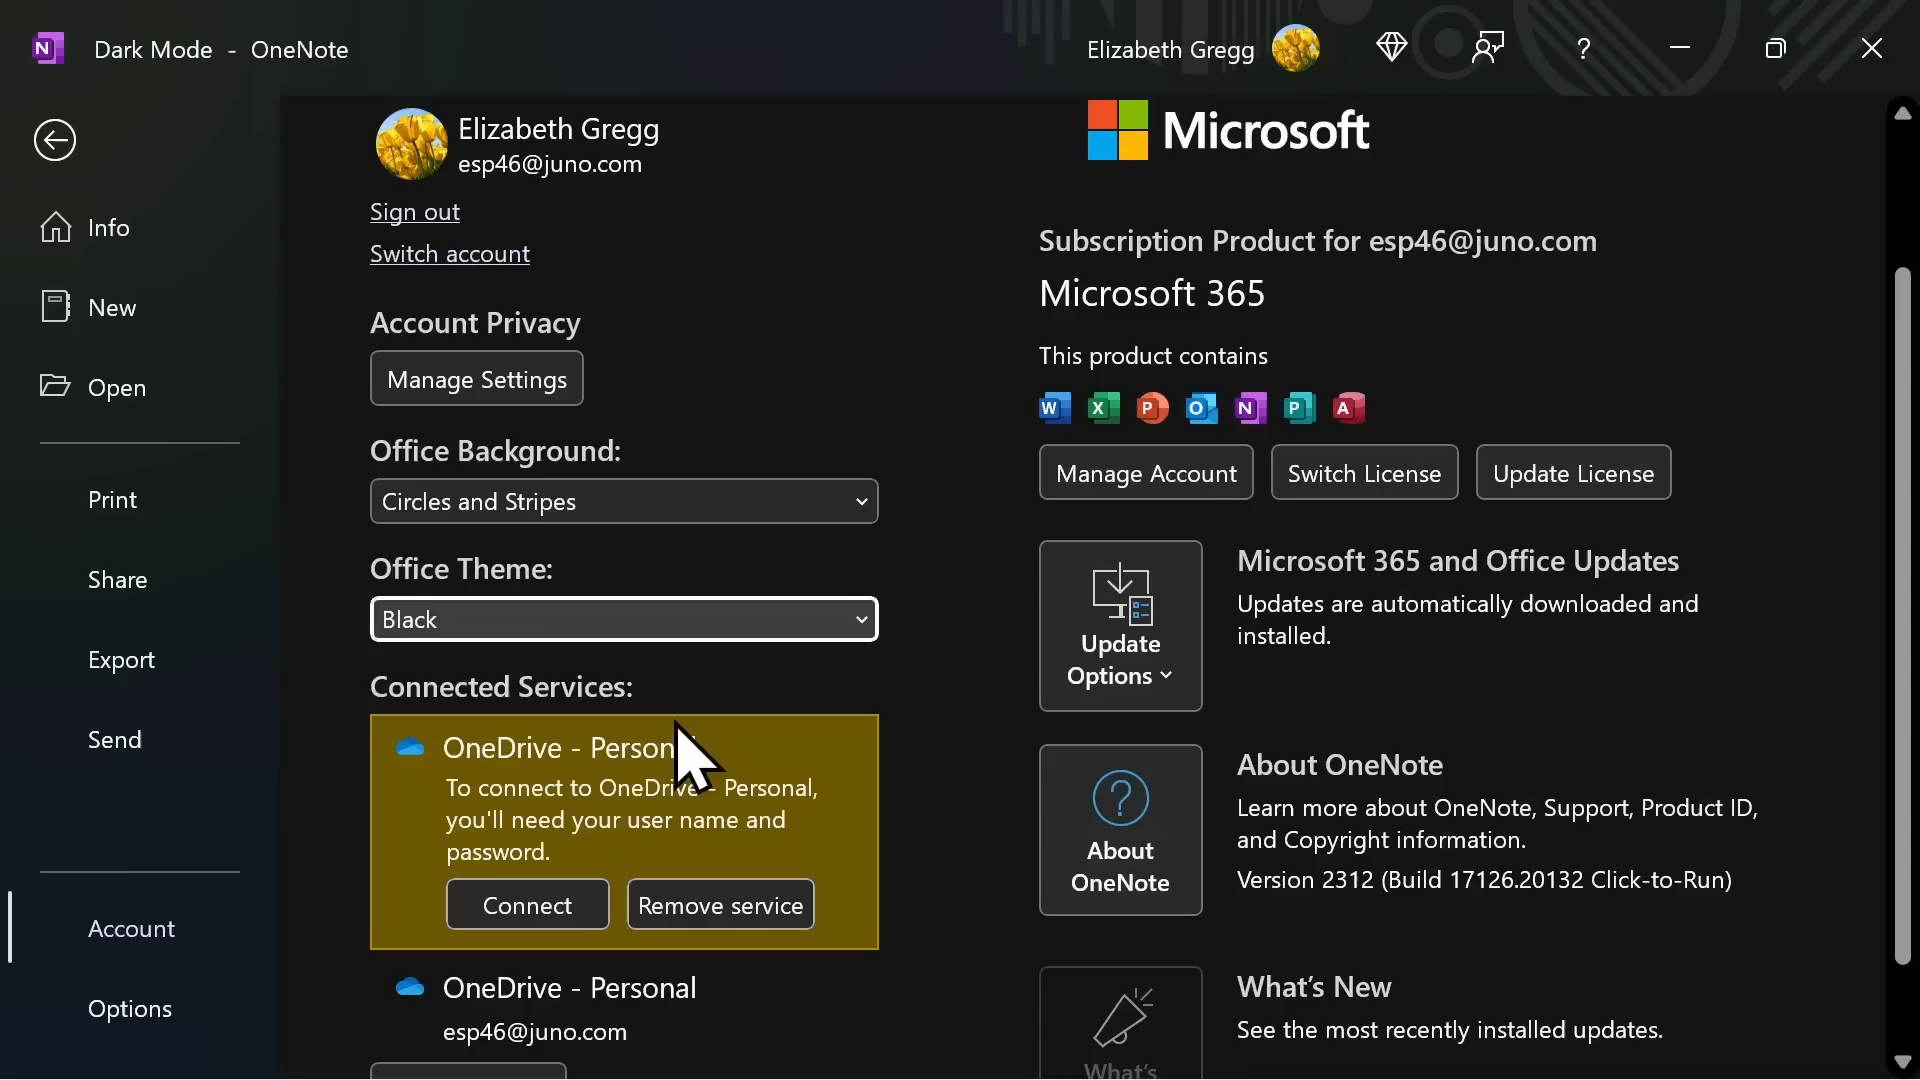 Dark Mode - OneNote
Elizabeth Gregg
?
Info
New
Open
Print
Share
Export
Send
Account
Options
Elizabeth Gregg
esp46@juno.com
Sign out
Switch account
Account Privacy
Manage Settings
Office Background:
Circles and Stripes
Office Theme:
Black
Connected Services:
OneDrive -
To connect to OneDrive - Personal,
you'll need your user name and
password.
Connect
Remove service
OneDrive - Personal
esp46@juno.com
Microsoft
Subscription Product for esp46@juno.com
Microsoft 365
This product contains
W X P O N P A
Manage Account
Switch License
Update License
Update
Options
Microsoft 365 and Office Updates
Updates are automatically downloaded and
installed.
?
About
OneNote
About OneNote
Learn more about OneNote, Support, Product ID,
and Copyright information.
Version 2312 (Build 17126.20132 Click-to-Run)
What's
What's New
See the most recently installed updates.